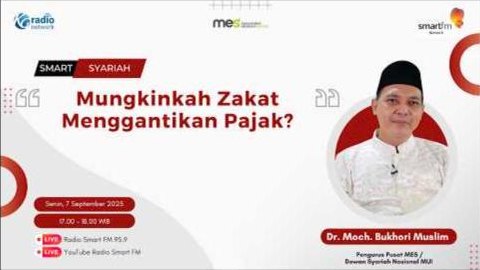 radio
network
mes
smartfm
SMART SYARIAH
Mungkinkah Zakat
Menggantikan Pajak?
Senin, 7 September 2025
17.00 - 18.00 WIB
LIVE Radio Smart FM 95.9
LIVE YouTube Radio Smart FM
Dr. Moch. Bukhori Muslim
Pengurus Pusat MES /
Dewan Syariah Nasional MUI